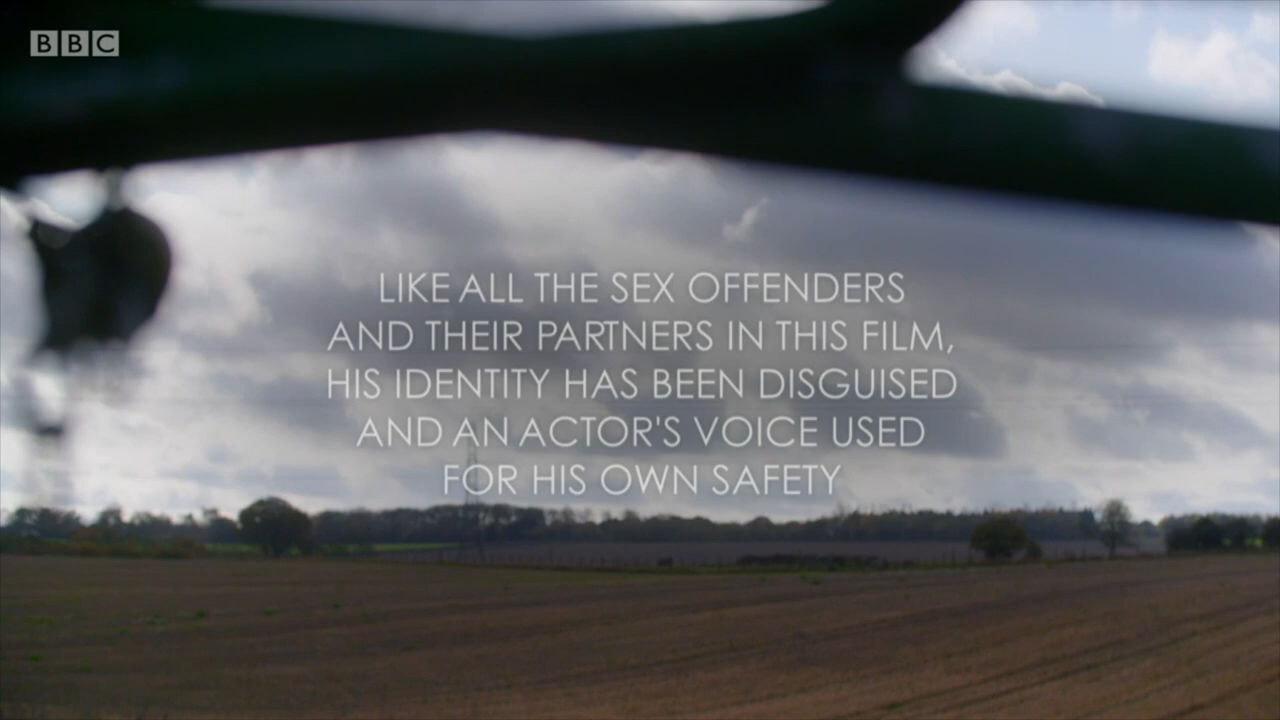 BBC
LIKE ALL THE SEX OFFENDERS
AND THEIR PARTNERS IN THIS FILM,
HIS IDENTITY HAS BEEN DISGUISED
AND AN ACTOR'S VOICE USED
FOR HIS OWN SAFETY